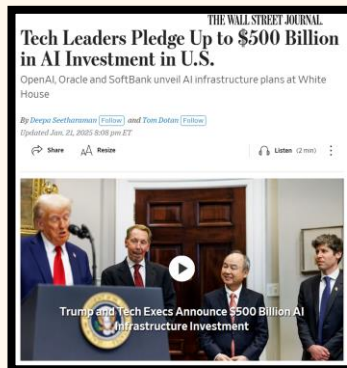 THE WALL STREET JOURNAL.
Tech Leaders Pledge Up to $500 Billion
in AI Investment in U.S.
OpenAI, Oracle and SoftBank unveil AI infrastructure plans at White
House
By Deepa Seetharaman Follow and Tom Dotan Follow
Updated Jan. 21, 2025 8:08 pm ET
Share AA Resize Listen (2 min)
Trump and Tech Execs Announce $500 Billion AI
Infrastructure Investment